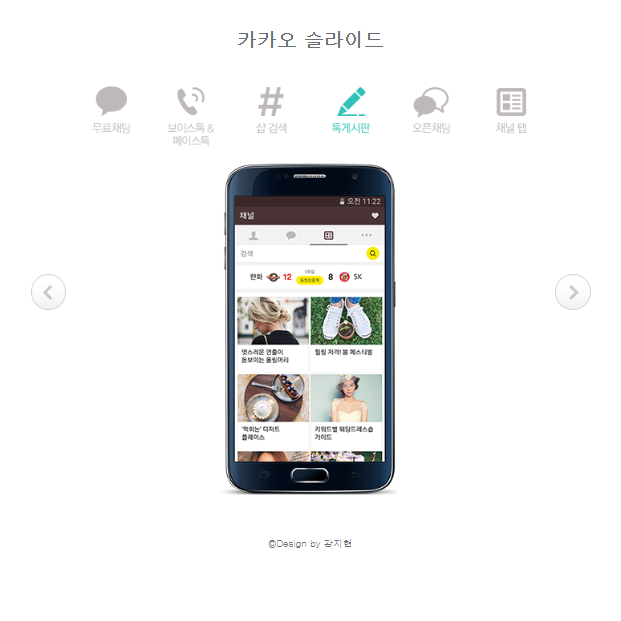 카카오 슬라이드
무료채팅
보이스톡 &
페이스톡
샵 검색
톡게시판
오픈채팅
채널 탭
오전 11:22
채널
검색
한화 12
8 SK
멋스러운 연출이
돋보이는 올림머리
힐링 저격! 봄 페스티벌
'썩히는' 디저트
플레이스
키워드별 웨딩드레스숍
가이드
©Design by 강지현